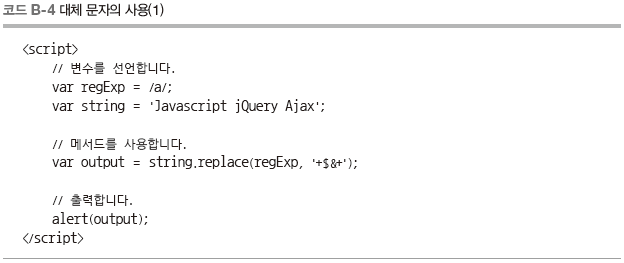 코드 B-4 대체 문자의 사용(1)
<script>
// 변수를 선언합니다.
var regExp = /a/;
var string = 'Javascript jQuery Ajax';
// 메서드를 사용합니다.
var output = string.replace(regExp, '+$&+');
// 출력합니다.
alert(output);
</script>